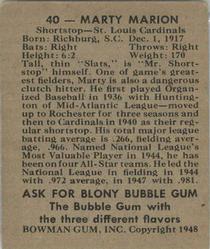 40 — MARTY MARION
Shortstop—St. Louis Cardinals
Born: Richburg, S.C. Dec. 1, 1917
Bats: Right Throws: Right
Height: 6:2 Weight: 170
Tall, thin "Slats," is "Mr. Short-
stop" himself. One of game's great-
est fielders, Marty is also a dangerous
clutch hitter. He first played Organ-
ized Baseball in 1936 with Hunting-
ton of Mid-Atlantic League—moved
up to Rochester for three seasons and
then to Cardinals in 1940 as their reg-
ular shortstop. His total major league
batting average is .266, fielding aver-
age, .966. Named National League's
Most Valuable Player in 1944, he has
been on four All-Star teams. He led the
National League in fielding in 1944
with .972, average in 1947 with .981.
ASK FOR BLONY BUBBLE GUM
The Bubble Gum with
the three different flavors
BOWMAN GUM, INC. Copyright 1948